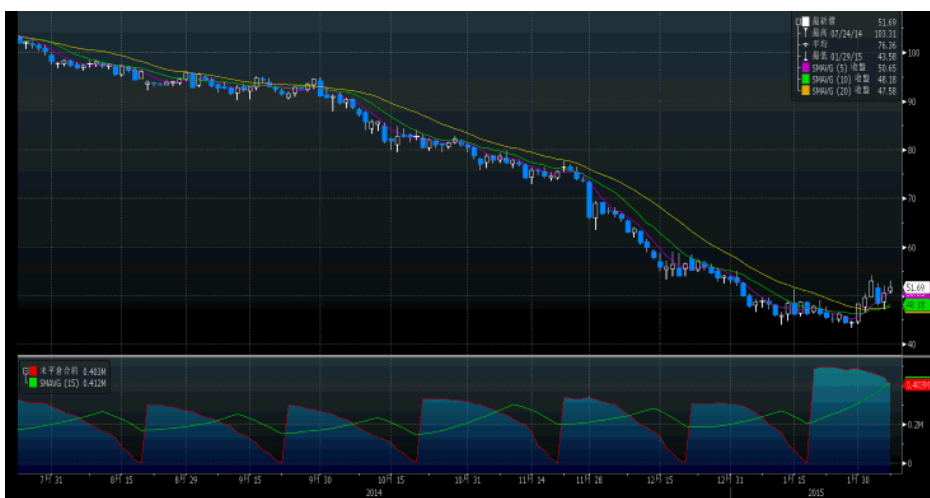 最新價 51.69
最高 07/24/14 103.31
平均 76.36
最低 01/29/15 43.58
SMAVG (5) 收盤 50.65
SMAVG (10) 收盤 48.18
SMAVG (20) 收盤 47.58
100
90
80
70
60
51.69
48.18
40
未平倉合約 0.403M
SMAVG (15) 0.412M
0.403M
0.2M
0
7月 31 8月 15 8月 29 9月 15 9月 30 10月 15 10月 31 11月 14 11月 28 12月 15 12月 31 1月 15 1月 30
2014 2015